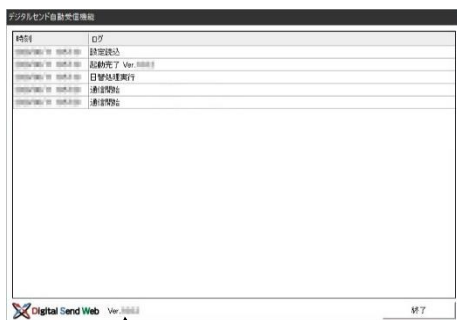 デジタルセンド自動受信機能
時刻 ログ
設定読込
起動完了 Ver.
日替処理実行
通信開始
通信開始
Digital Send Web Ver. 終了